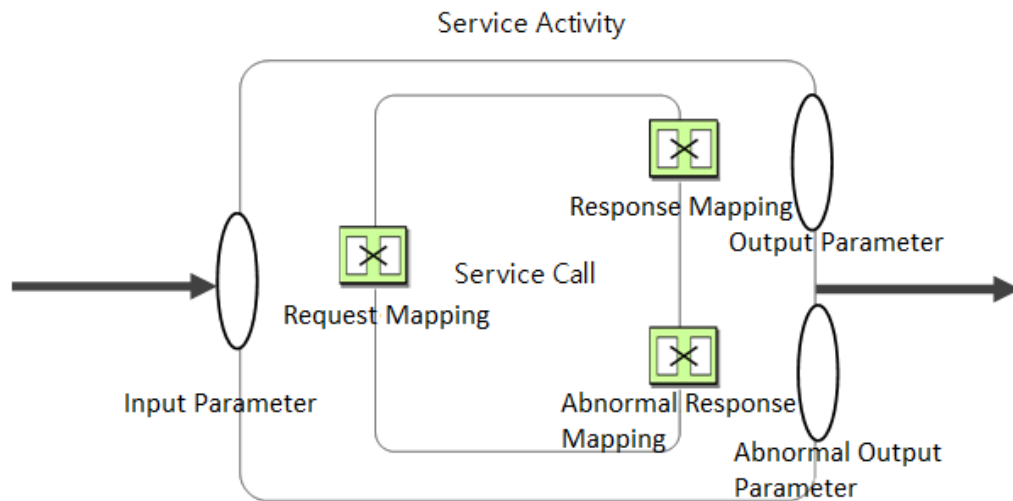 Service Activity
Response Mapping
Output Parameter
Service Call
Request Mapping
Input Parameter
Abnormal Response
Mapping
Abnormal Output
Parameter